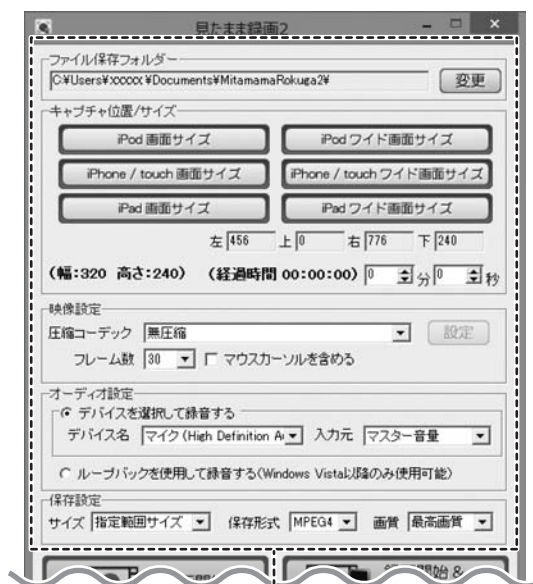 見たまま録画2
ファイル保存フォルダー
C:¥Users¥xxxxx¥Documents¥MitamamaRokuga2¥ 変更
キャプチャ位置/サイズ
iPod 画面サイズ iPod ワイド画面サイズ
iPhone / touch 画面サイズ iPhone / touch ワイド画面サイズ
iPad 画面サイズ iPad ワイド画面サイズ
左 456 上 0 右 776 下 240
(幅:320 高さ:240) (経過時間 00:00:00) 0 分 0 秒
映像設定
圧縮コーデック 無圧縮 設定
フレーム数 30 マウスカーソルを含める
オーディオ設定
デバイスを選択して録音する
デバイス名 マイク (High Definition A 入力元 マスター音量
ループバックを使用して録音する(Windows Vista以降のみ使用可能)
保存設定
サイズ 指定範囲サイズ 保存形式 MPEG4 画質 最高画質